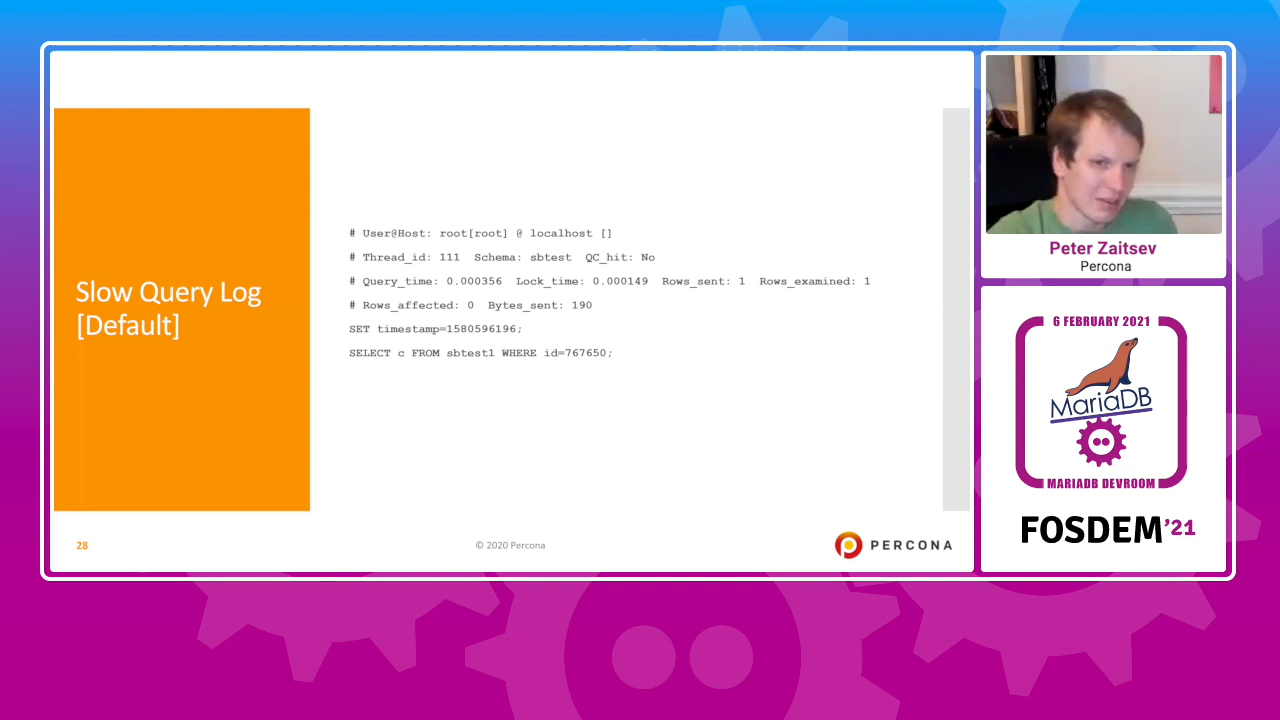 Slow Query Log
[Default]
# User@Host: root[root] @ localhost []
# Thread_id: 111  Schema: sbtest  QC_hit: No
# Query_time: 0.000356  Lock_time: 0.000149  Rows_sent: 1  Rows_examined: 1
# Rows_affected: 0  Bytes_sent: 190
SET timestamp=1580596196;
SELECT c FROM sbtest1 WHERE id=767650;
28
© 2020 Percona
PERCONA
Peter Zaitsev
Percona
6 FEBRUARY 2021
MariaDB
MARIADB DEVROOM
FOSDEM'21